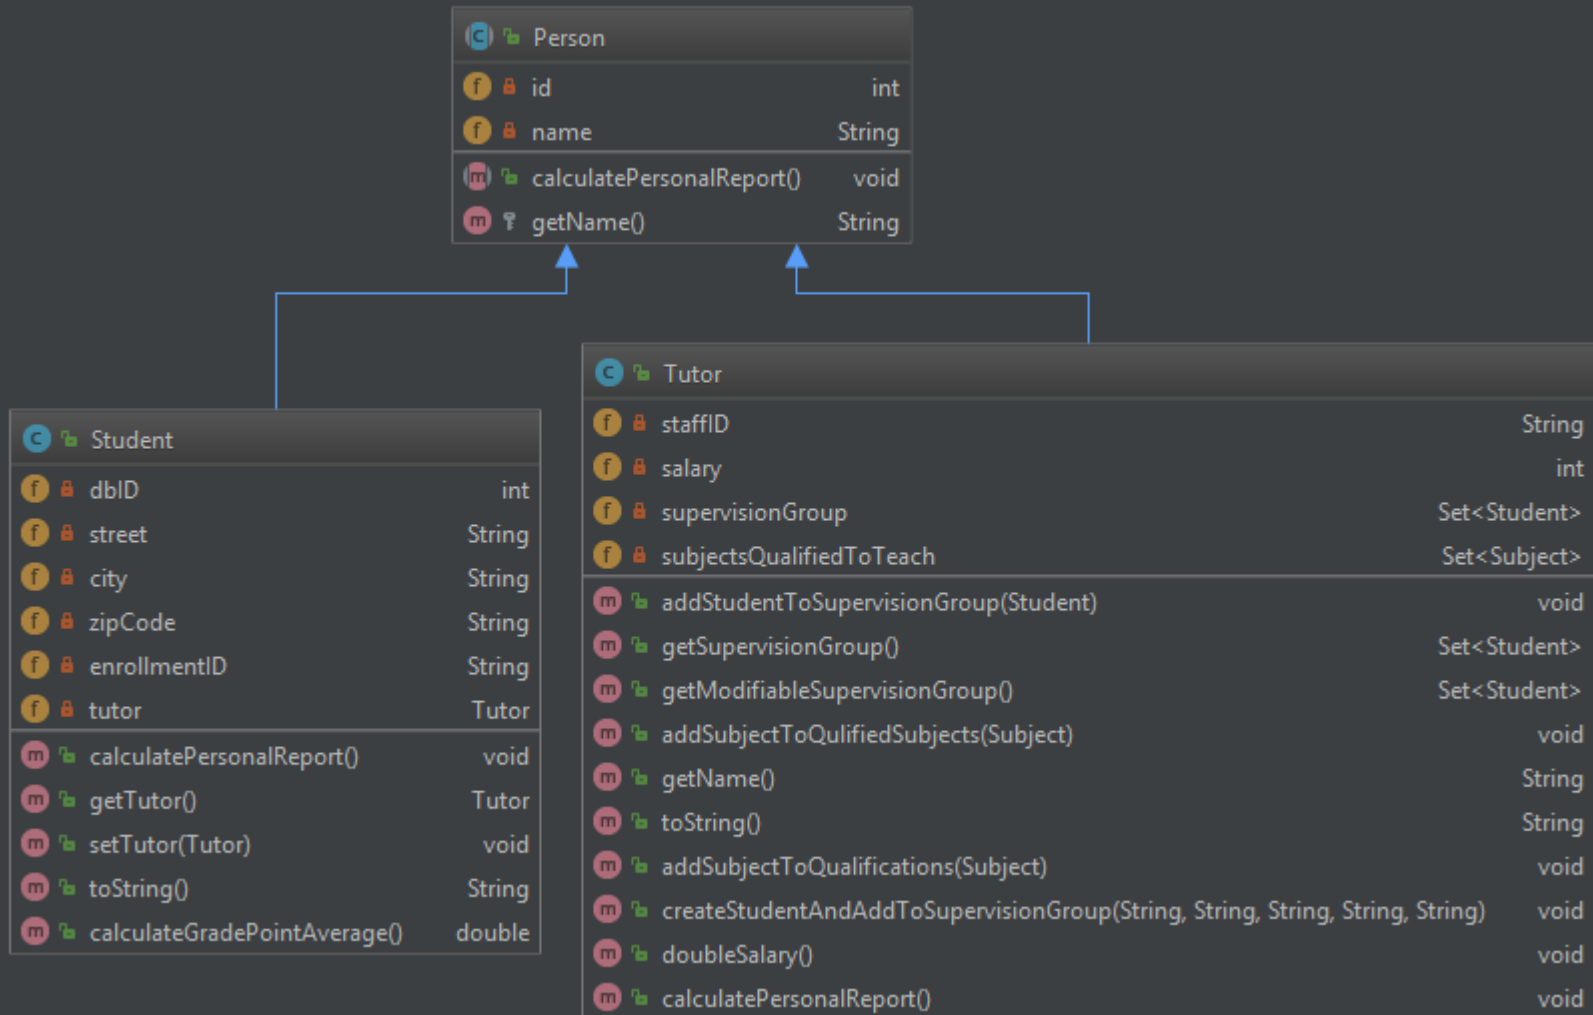 Person
id int
name String
calculatePersonalReport() void
getName() String
Student
dbID int
street String
city String
zipCode String
enrollmentID String
tutor Tutor
calculatePersonalReport() void
getTutor() Tutor
setTutor(Tutor) void
toString() String
calculateGradePointAverage() double
Tutor
staffID String
salary int
supervisionGroup Set<Student>
subjectsQualifiedToTeach Set<Subject>
addStudentToSupervisionGroup(Student) void
getSupervisionGroup() Set<Student>
getModifiableSupervisionGroup() Set<Student>
addSubjectToQulifiedSubjects(Subject) void
getName() String
toString() String
addSubjectToQualifications(Subject) void
createStudentAndAddToSupervisionGroup(String, String, String, String, String) void
doubleSalary() void
calculatePersonalReport() void